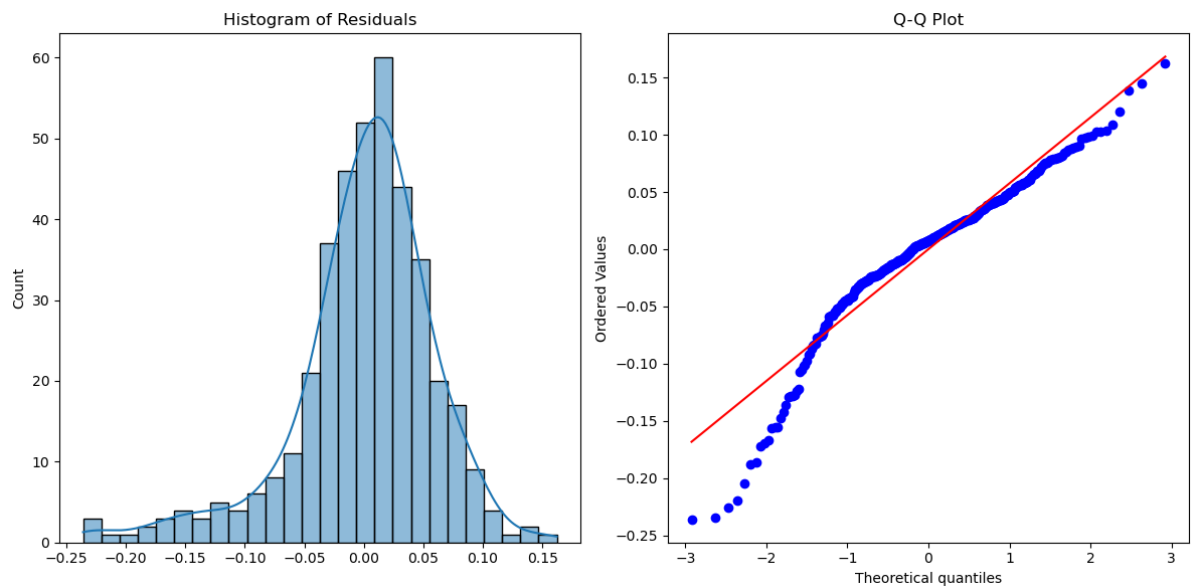 Histogram of Residuals
Count
60
50
40
30
20
10
0
−0.25 −0.20 −0.15 −0.10 −0.05 0.00 0.05 0.10 0.15
Q-Q Plot
Ordered Values
0.15
0.10
0.05
0.00
−0.05
−0.10
−0.15
−0.20
−0.25
−3 −2 −1 0 1 2 3
Theoretical quantiles